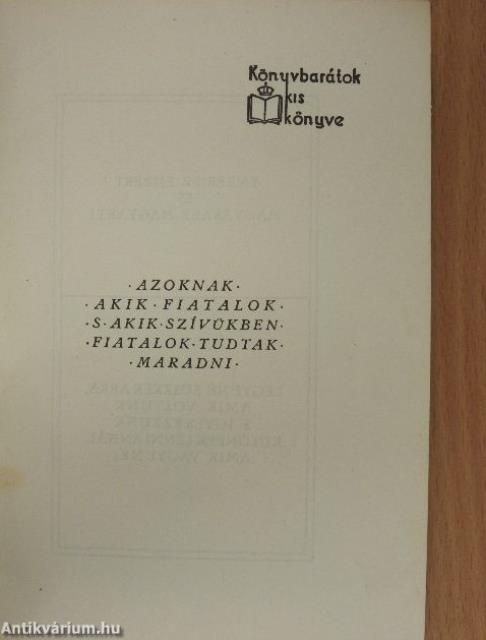 Könyvbarátok
kis
könyve
·AZOKNAK·
·AKIK·FIATALOK·
·S·AKIK·SZÍVÜKBEN·
·FIATALOK·TUDTAK·
·MARADNI·
Antikvárium.hu